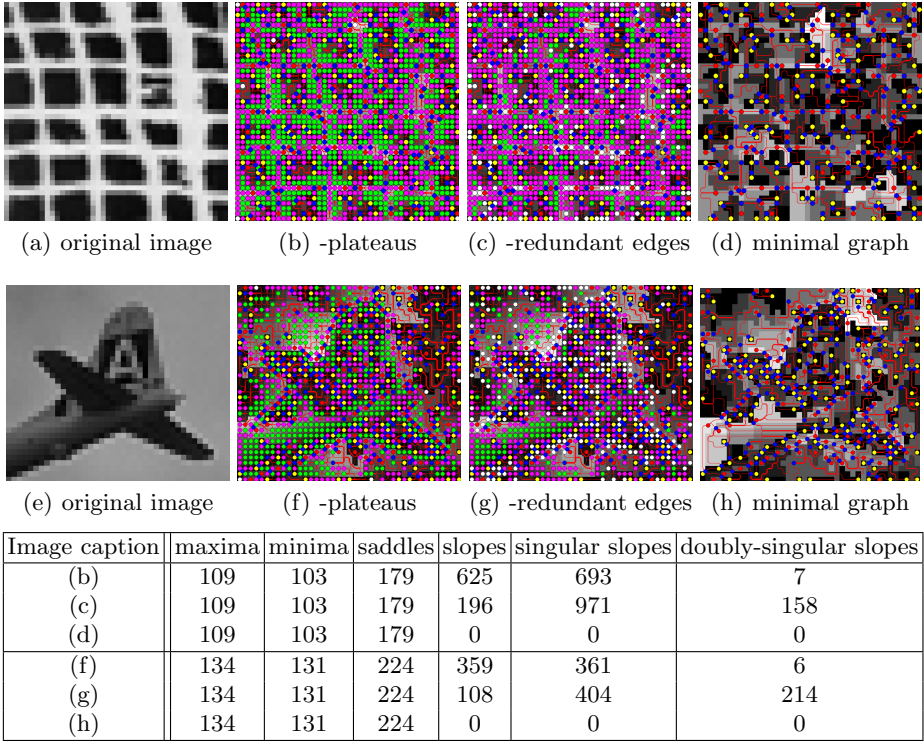 (a) original image (b) -plateaus (c) -redundant edges (d) minimal graph
(e) original image (f) -plateaus (g) -redundant edges (h) minimal graph
Image caption maxima minima saddles slopes singular slopes doubly-singular slopes
(b) 109 103 179 625 693 7
(c) 109 103 179 196 971 158
(d) 109 103 179 0 0 0
(f) 134 131 224 359 361 6
(g) 134 131 224 108 404 214
(h) 134 131 224 0 0 0